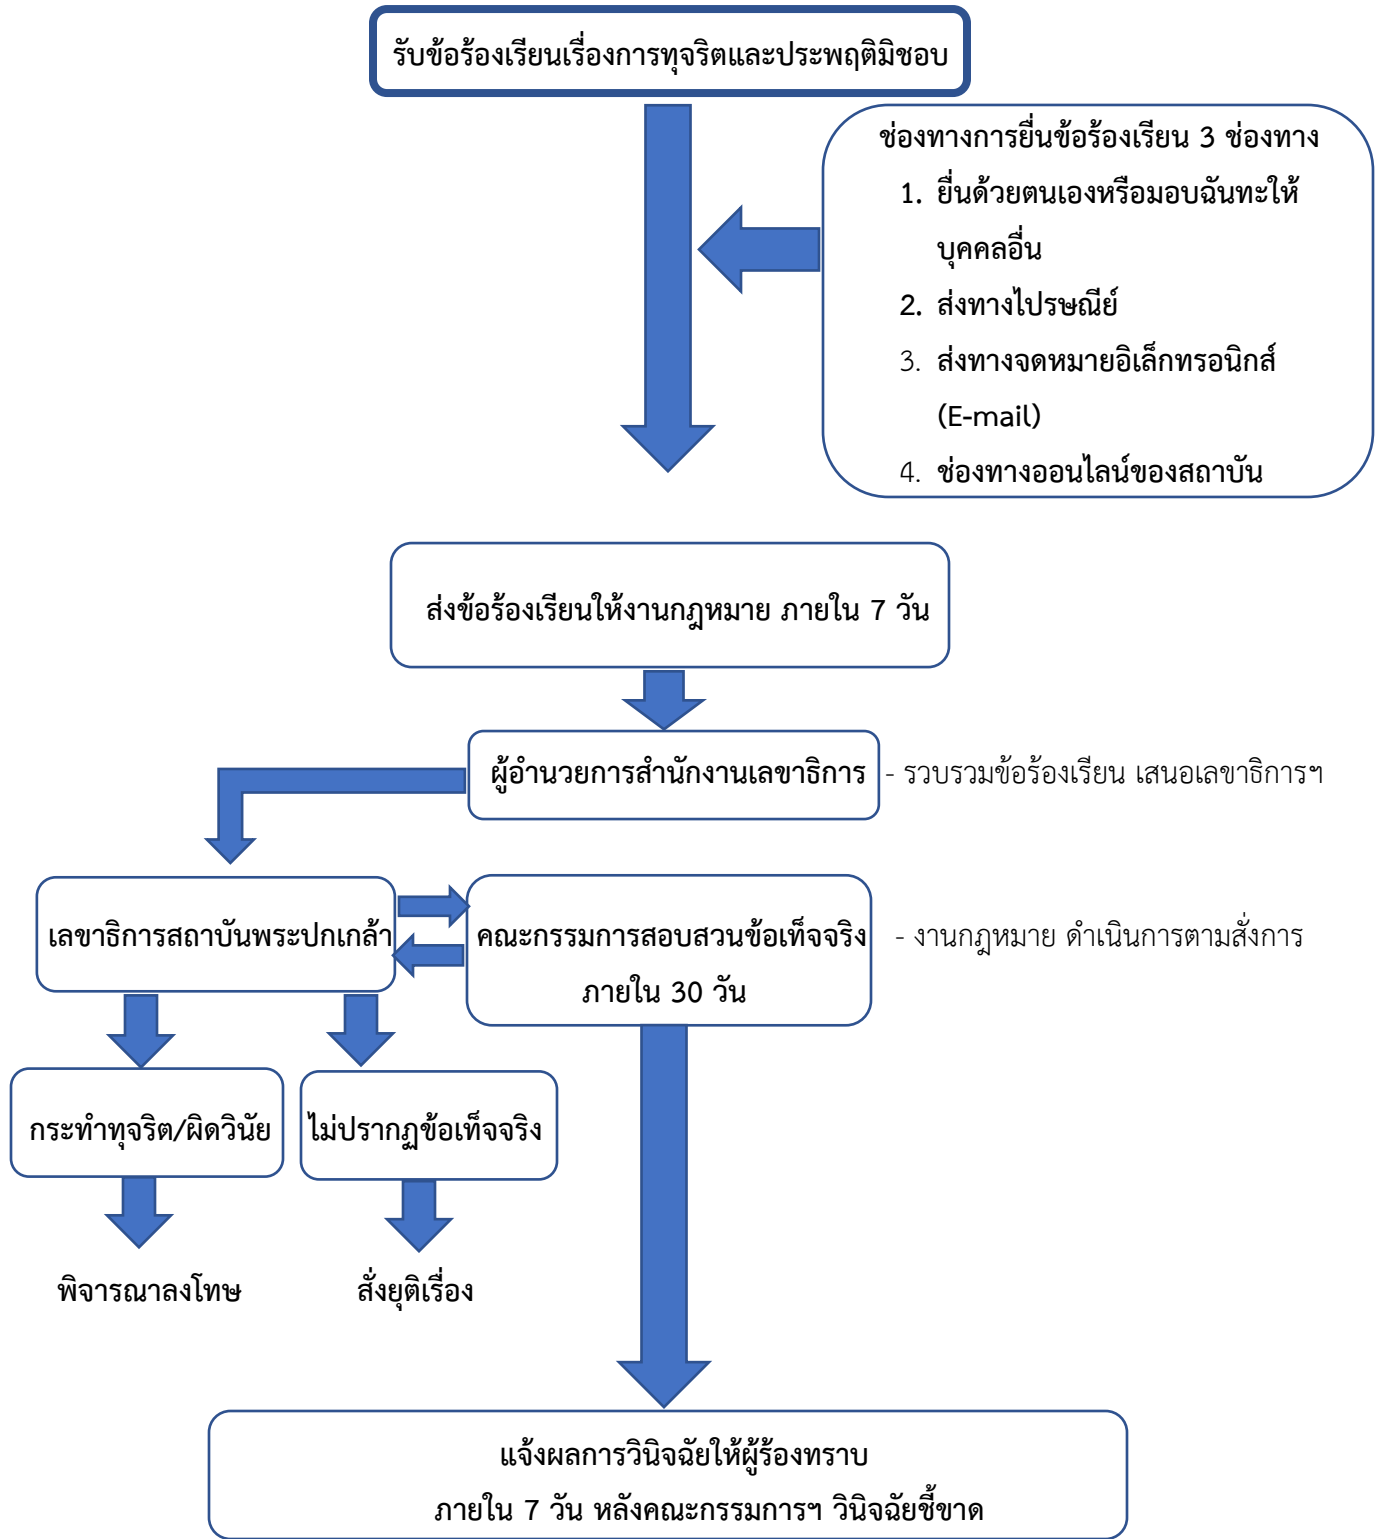 รับข้อร้องเรียนเรื่องการทุจริตและประพฤติมิชอบ
ช่องทางการยื่นข้อร้องเรียน 3 ช่องทาง
1. ยื่นด้วยตนเองหรือมอบฉันทะให้
บุคคลอื่น
2. ส่งทางไปรษณีย์
3. ส่งทางจดหมายอิเล็กทรอนิกส์
(E-mail)
4. ช่องทางออนไลน์ของสถาบัน
ส่งข้อร้องเรียนให้งานกฎหมาย ภายใน 7 วัน
ผู้อำนวยการสำนักงานเลขาธิการ
- รวบรวมข้อร้องเรียน เสนอเลขาธิการฯ
เลขาธิการสถาบันพระปกเกล้า
คณะกรรมการสอบสวนข้อเท็จจริง
ภายใน 30 วัน
- งานกฎหมาย ดำเนินการตามสั่งการ
กระทำทุจริต/ผิดวินัย
ไม่ปรากฏข้อเท็จจริง
พิจารณาลงโทษ
สั่งยุติเรื่อง
แจ้งผลการวินิจฉัยให้ผู้ร้องทราบ
ภายใน 7 วัน หลังคณะกรรมการฯ วินิจฉัยชี้ขาด